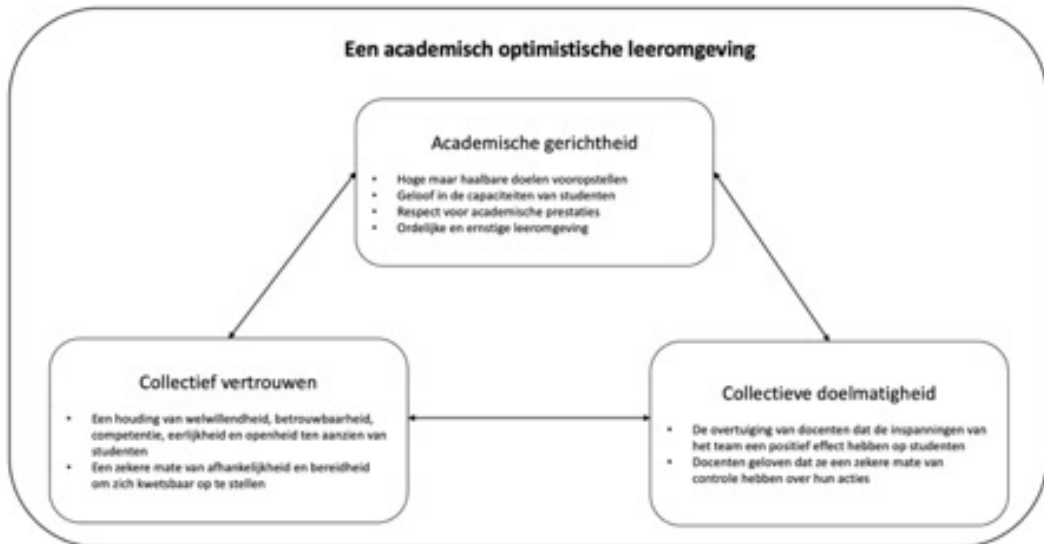 Een academisch optimistische leeromgeving
Academische gerichtheid
• Hoge maar haalbare doelen vooropstellen
• Geloof in de capaciteiten van studenten
• Respect voor academische prestaties
• Ordelijke en ernstige leeromgeving
Collectief vertrouwen
• Een houding van welwillendheid, betrouwbaarheid,
competentie, eerlijkheid en openheid ten aanzien van
studenten
• Een zekere mate van afhankelijkheid en bereidheid
om zich kwetsbaar op te stellen
Collectieve doelmatigheid
• De overtuiging van docenten dat de inspanningen van
het team een positief effect hebben op studenten
• Docenten geloven dat ze een zekere mate van
controle hebben over hun acties